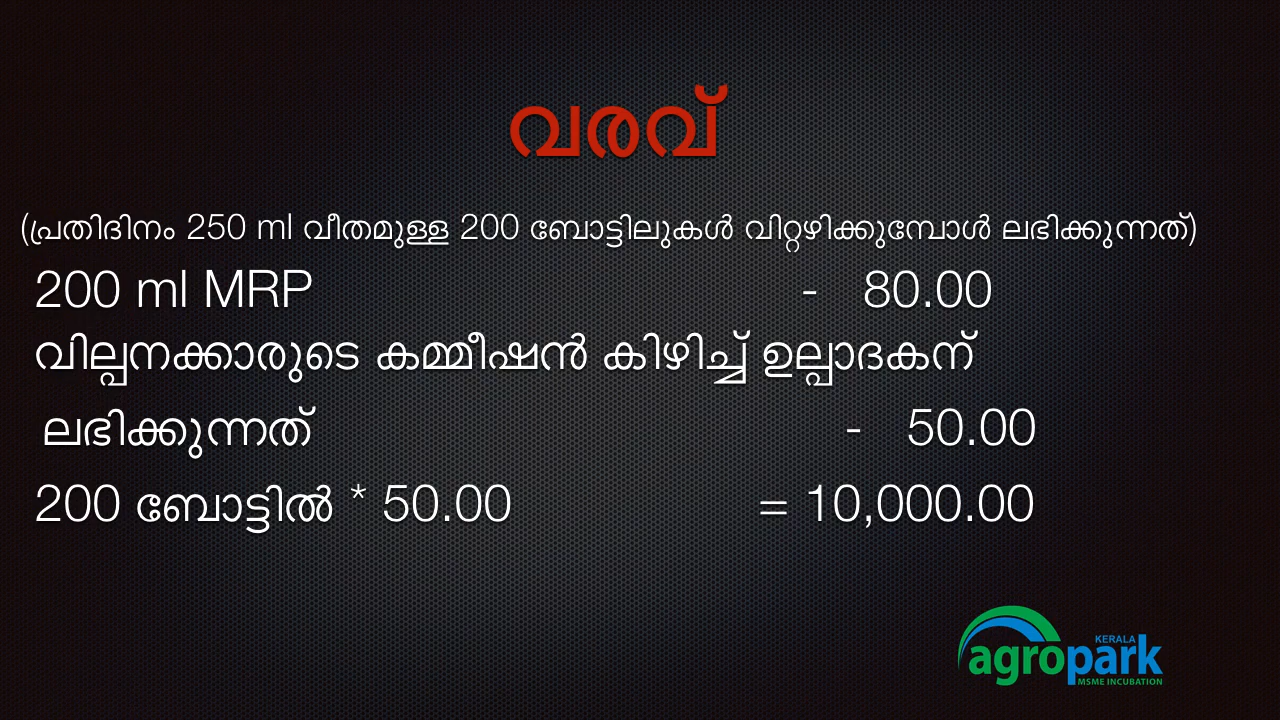 വരവ്
(പ്രതിദിനം 250 ml വീതമുള്ള 200 ബോട്ടിലുകൾ വിറ്റഴിക്കുമ്പോൾ ലഭിക്കുന്നത്)
200 ml MRP - 80.00
വില്പനക്കാരുടെ കമ്മീഷൻ കിഴിച്ച് ഉല്പാദകന്
ലഭിക്കുന്നത് - 50.00
200 ബോട്ടിൽ * 50.00 = 10,000.00
KERALA
agropark
MSME INCUBATION